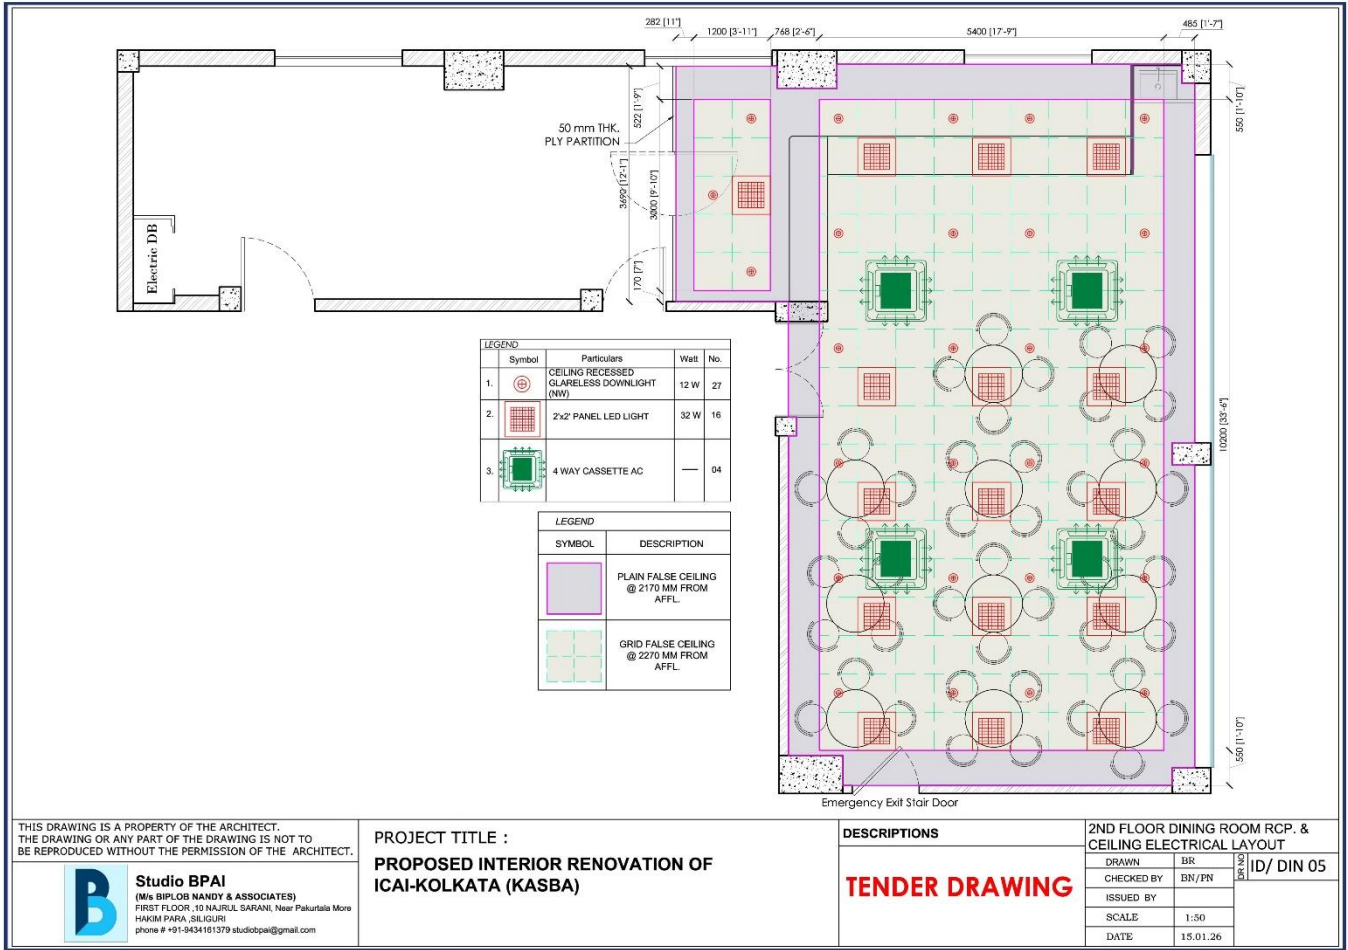 282 [11"]
1200 [3'-11"]
768 [2'-6"]
5400 [17'-9"]
485 [1'-7"]
522 [1'-9"]
550 [1'-10"]
50 mm THK.
PLY PARTITION
3690 [12'-1"]
3000 [9'-10"]
170 [7"]
Electric DB
10200 [33'-6"]
550 [1'-10"]
Emergency Exit Stair Door
LEGEND
Symbol Particulars Watt No.
1. CEILING RECESSED
GLARELESS DOWNLIGHT
(NW) 12 W 27
2. 2'x2' PANEL LED LIGHT 32 W 16
3. 4 WAY CASSETTE AC — 04
LEGEND
SYMBOL DESCRIPTION
PLAIN FALSE CEILING
@ 2170 MM FROM
AFFL.
GRID FALSE CEILING
@ 2270 MM FROM
AFFL.
THIS DRAWING IS A PROPERTY OF THE ARCHITECT.
THE DRAWING OR ANY PART OF THE DRAWING IS NOT TO
BE REPRODUCED WITHOUT THE PERMISSION OF THE ARCHITECT.
Studio BPAI
(M/s BIPLOB NANDY & ASSOCIATES)
FIRST FLOOR ,10 NAJRUL SARANI, Near Pakurtala More
HAKIM PARA ,SILIGURI
phone # +91-9434161379 studiobpai@gmail.com
PROJECT TITLE :
PROPOSED INTERIOR RENOVATION OF
ICAI-KOLKATA (KASBA)
DESCRIPTIONS
TENDER DRAWING
2ND FLOOR DINING ROOM RCP. &
CEILING ELECTRICAL LAYOUT
DRAWN BR
CHECKED BY BN/PN
ISSUED BY
SCALE 1:50
DATE 15.01.26
DR NO ID/ DIN 05